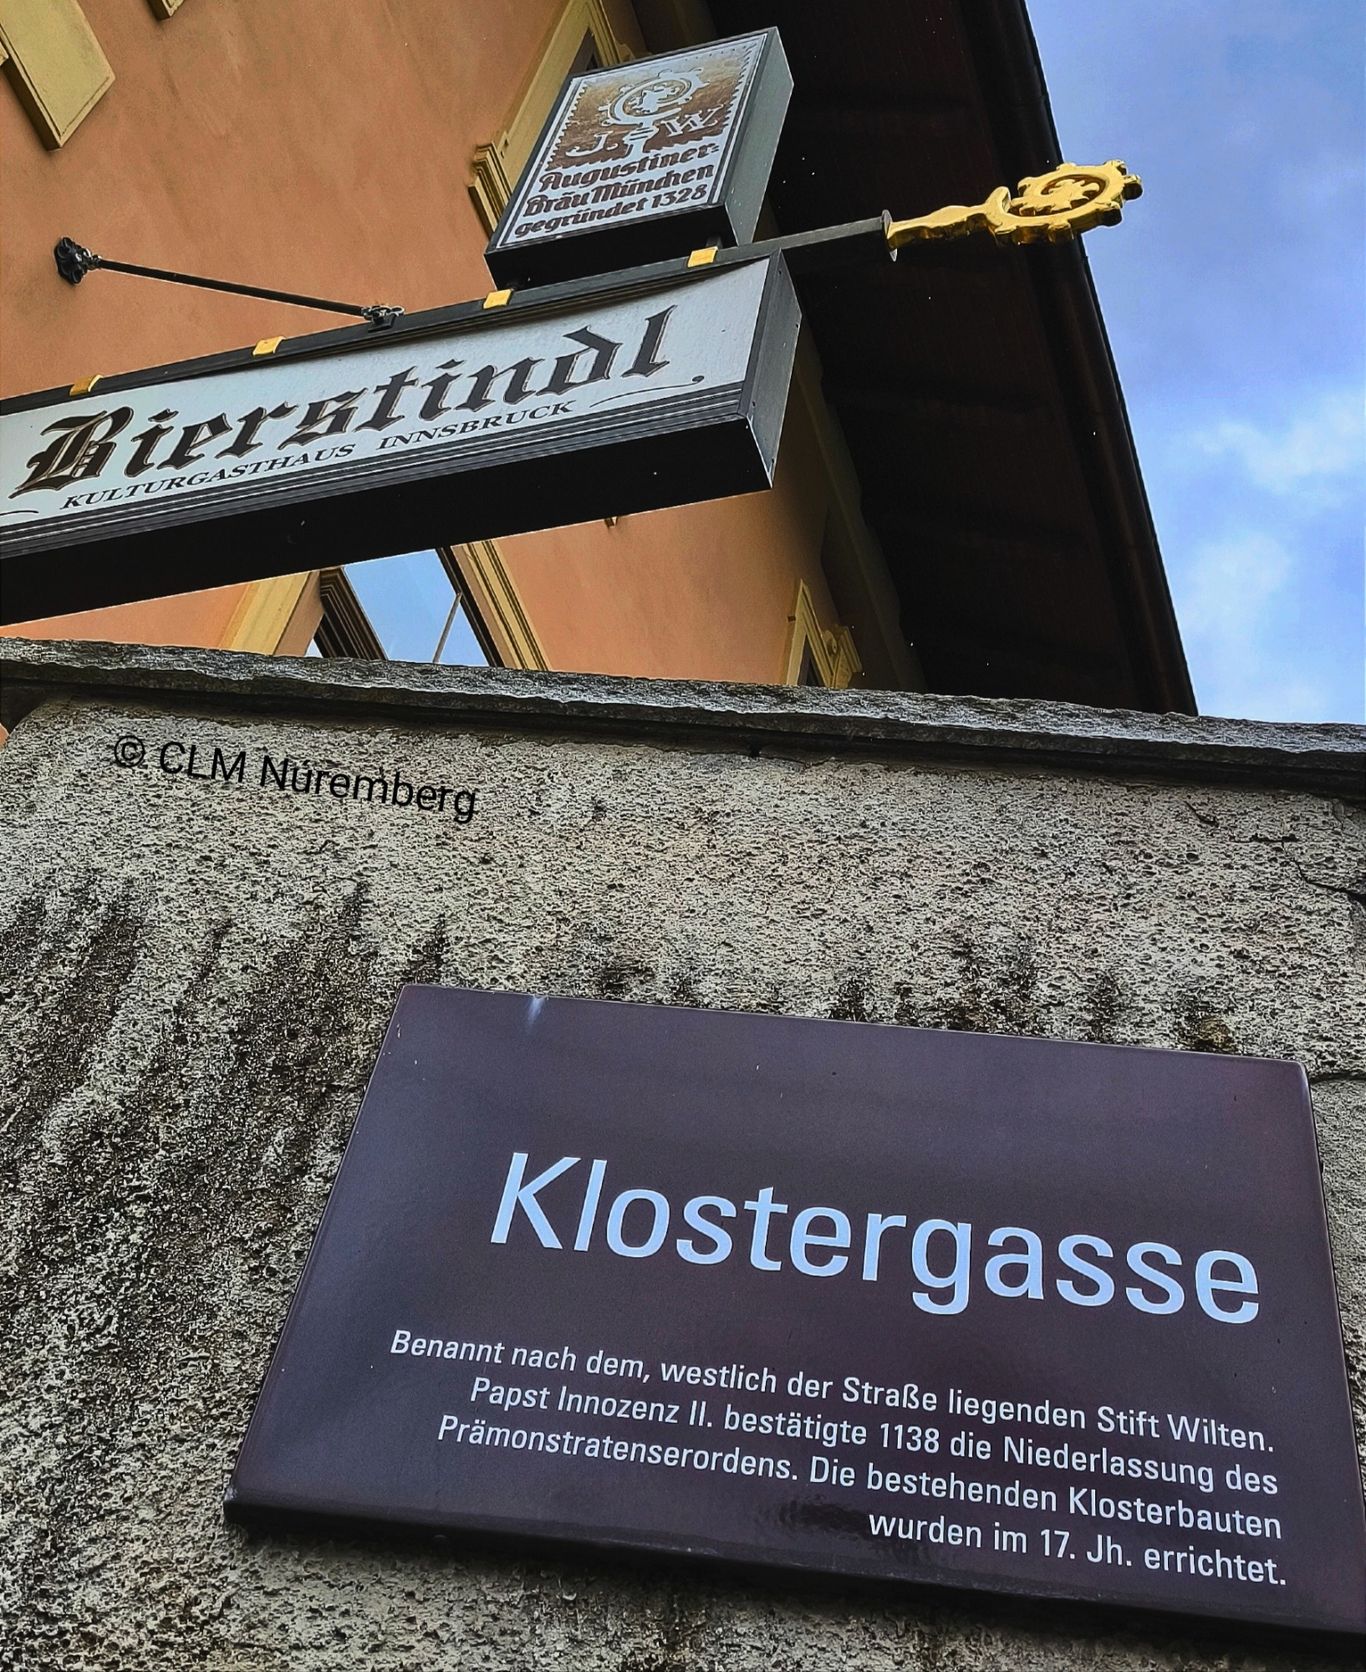 J W
Augustiner-
Bräu München
gegründet 1328
Bierstindl
KULTURGASTHAUS INNSBRUCK
© CLM Nuremberg
Klostergasse
Benannt nach dem, westlich der Straße liegenden Stift Wilten.
Papst Innozenz II. bestätigte 1138 die Niederlassung des
Prämonstratenserordens. Die bestehenden Klosterbauten
wurden im 17. Jh. errichtet.